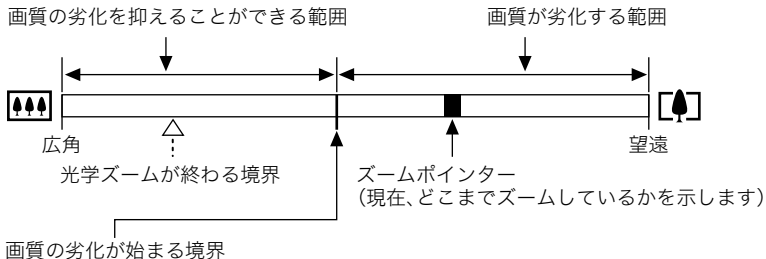 画質の劣化を抑えることができる範囲
画質が劣化する範囲
広角
望遠
光学ズームが終わる境界
ズームポインター
（現在、どこまでズームしているかを示します）
画質の劣化が始まる境界